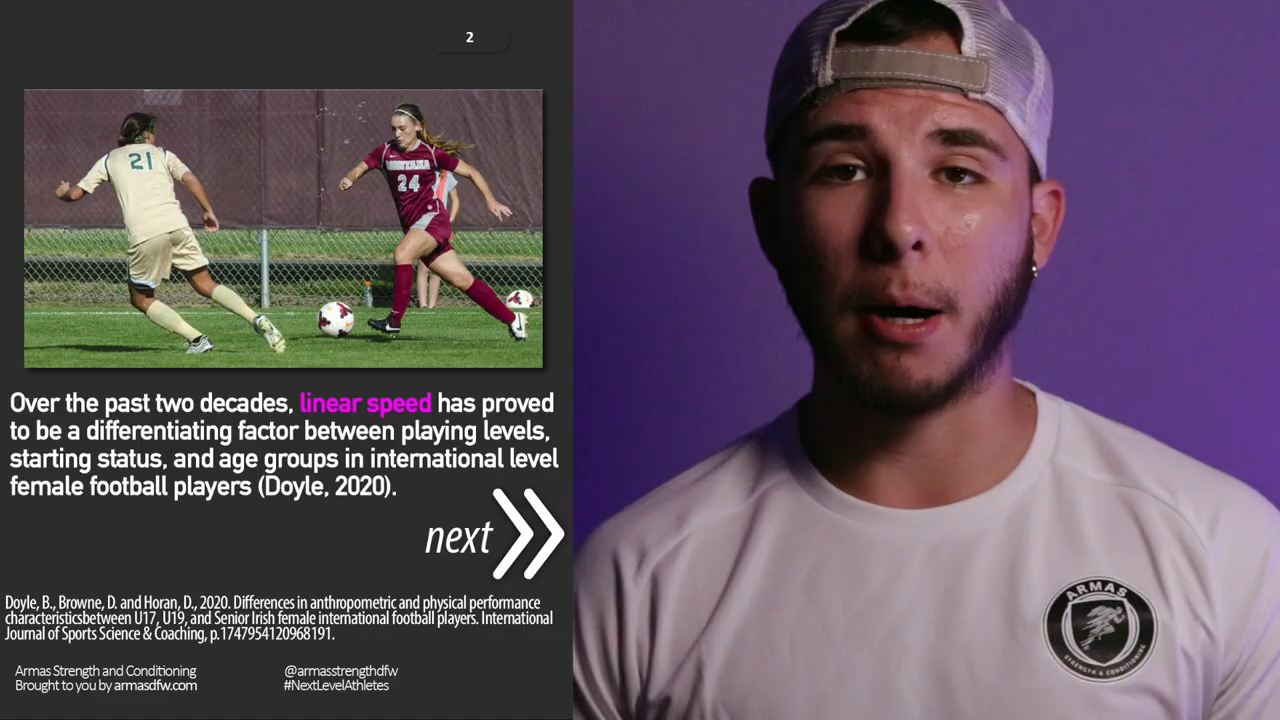 2
21
MONTANA
24
Over the past two decades, linear speed has proved
to be a differentiating factor between playing levels,
starting status, and age groups in international level
female football players (Doyle, 2020).
next
Doyle, B., Browne, D. and Horan, D., 2020. Differences in anthropometric and physical performance
characteristicsbetween U17, U19, and Senior Irish female international football players. International
Journal of Sports Science & Coaching, p.1747954120968191.
Armas Strength and Conditioning
Brought to you by armasdfw.com
@armasstrengthdfw
#NextLevelAthletes
ARMAS
STRENGTH & CONDITIONING